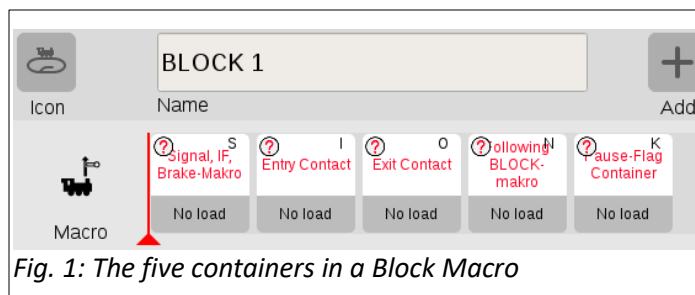 BLOCK 1
Icon
Name
Add
? S
Signal, IF,
Brake-Makro
No load
? I
Entry Contact
No load
? O
Exit Contact
No load
? N
Following
BLOCK-
makro
No load
? K
Pause-Flag
Container
No load
Macro
Fig. 1: The five containers in a Block Macro